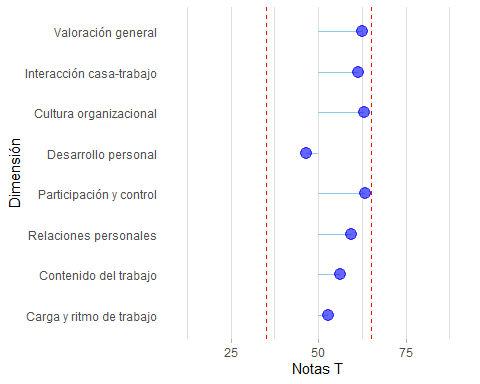 Valoración general
Interacción casa-trabajo
Cultura organizacional
Desarrollo personal
Participación y control
Relaciones personales
Contenido del trabajo
Carga y ritmo de trabajo
Dimensión
25 50 75
Notas T